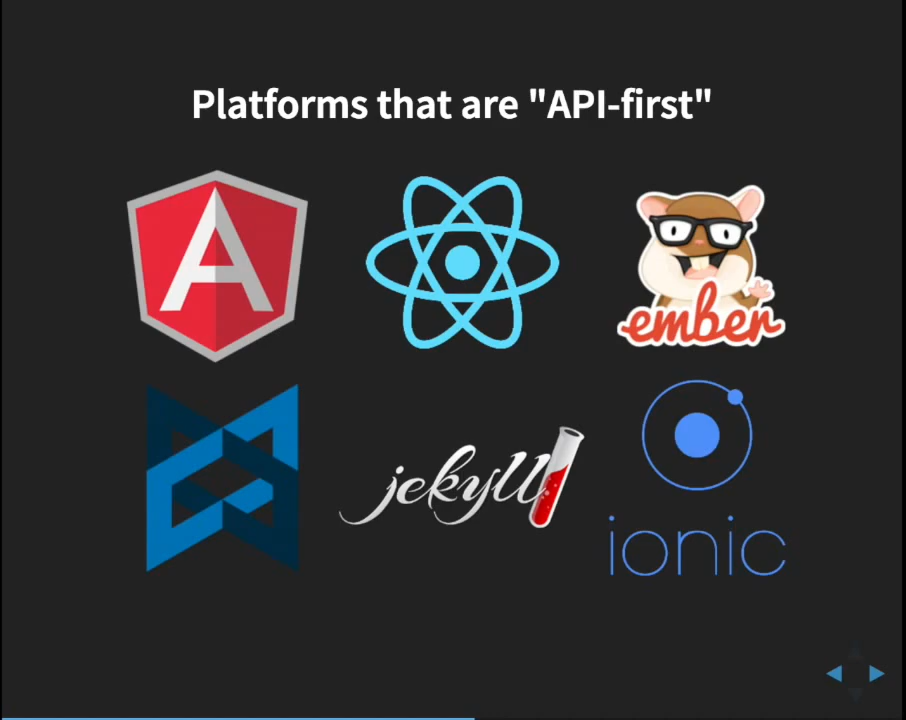 Platforms that are "API-first"
A
ember
jekyll
ionic